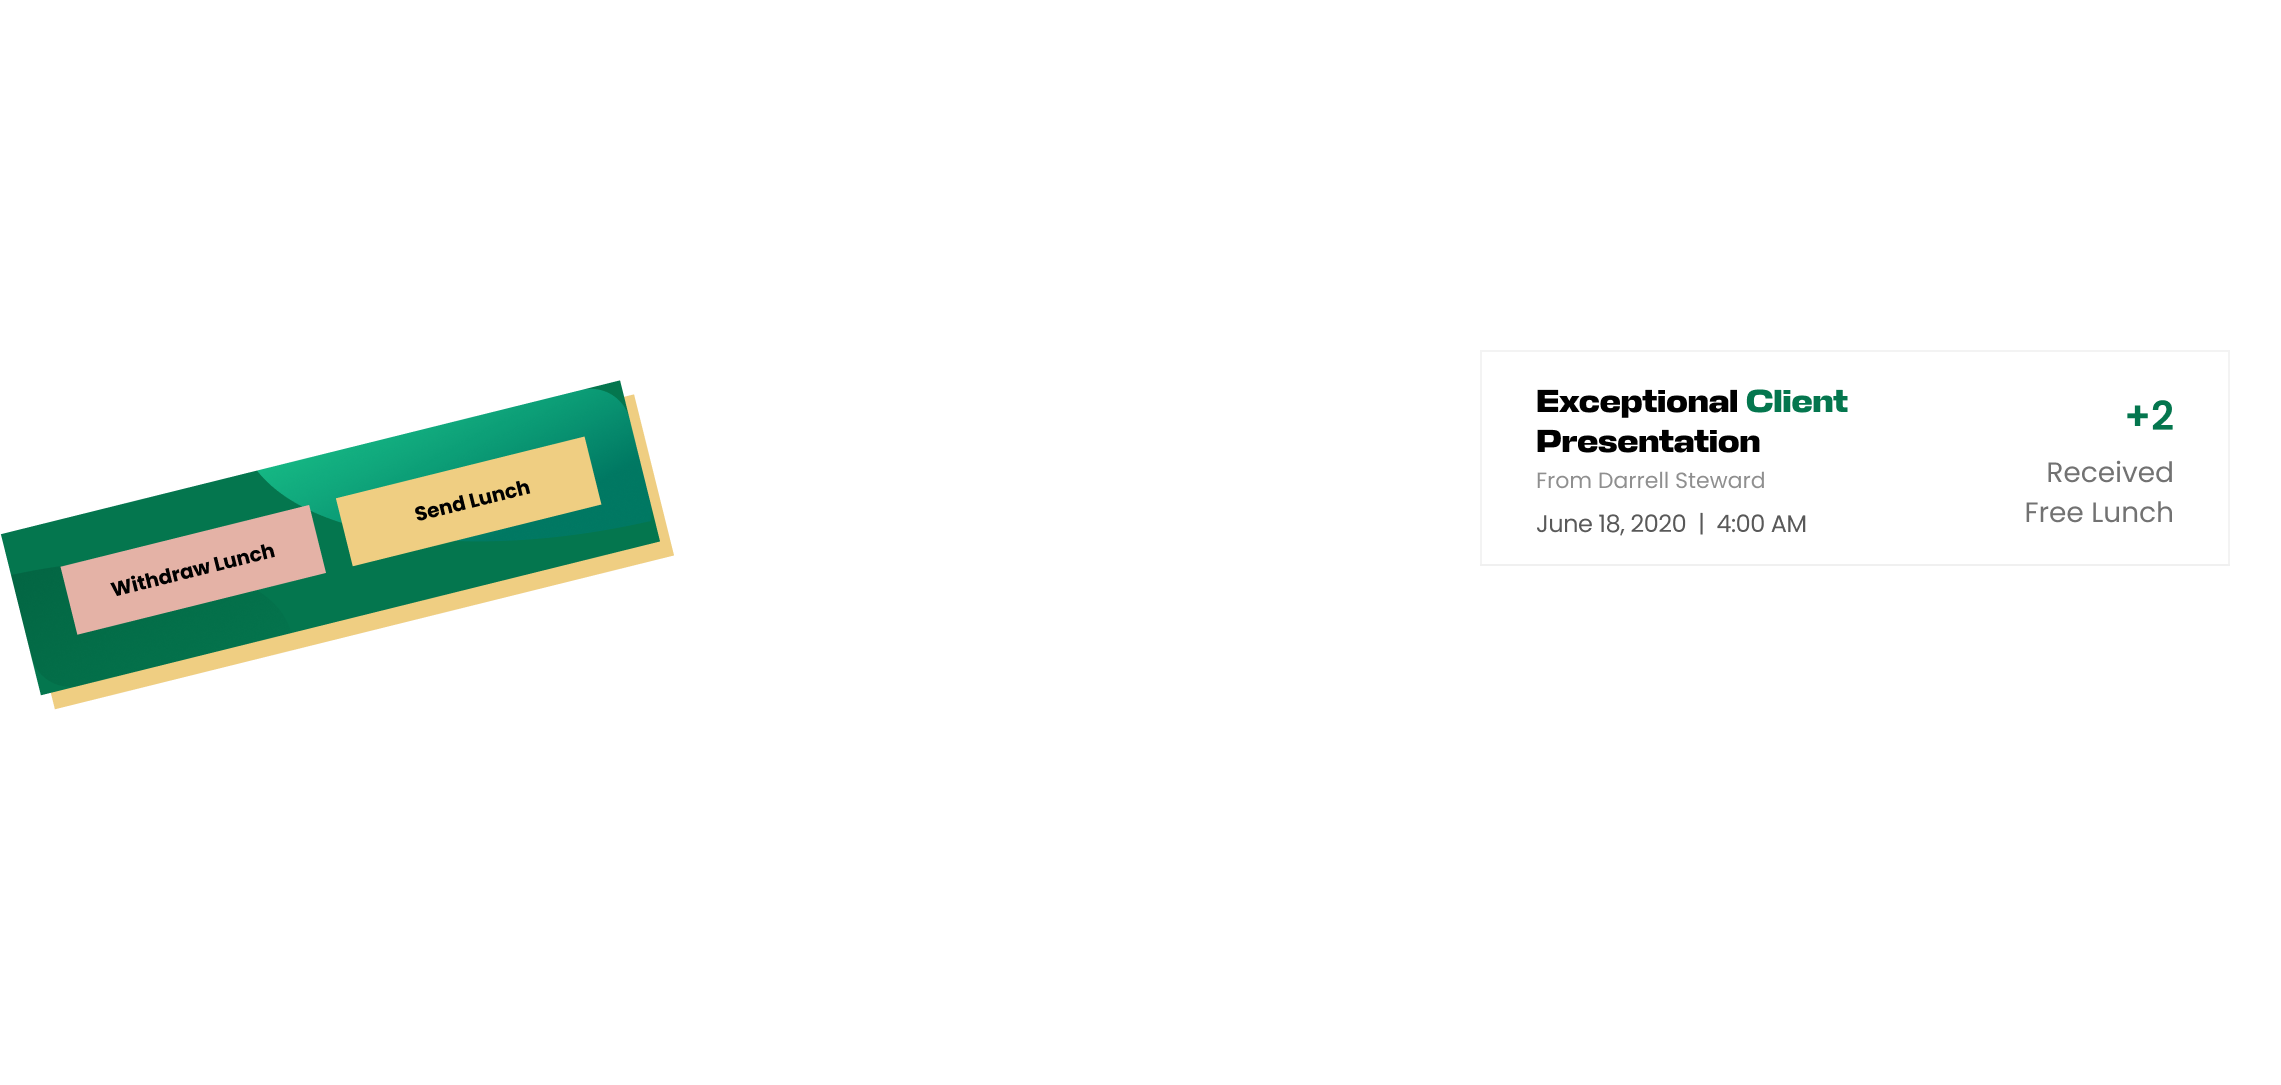 Withdraw Lunch
Send Lunch
Exceptional Client
Presentation
From Darrell Steward
June 18, 2020 | 4:00 AM
+2
Received
Free Lunch